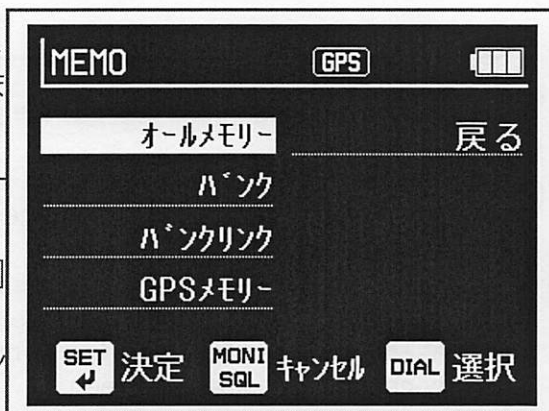 MEMO GPS
オールメモリー 戻る
バンク
バンクリンク
GPSメモリー
SET 決定 MONI SQL キャンセル DIAL 選択